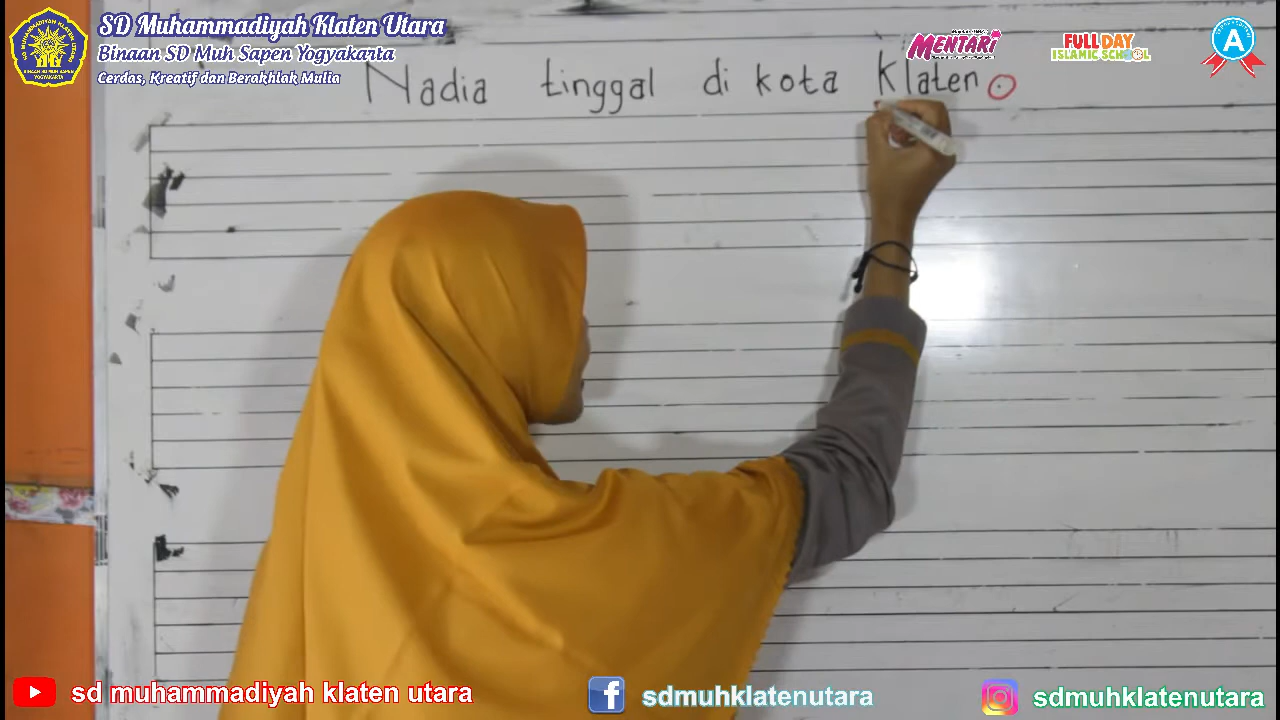 SD Muhammadiyah Klaten Utara
Binaan SD Muh Sapen Yogyakarta
Cerdas, Kreatif dan Berakhlak Mulia
MENTARI
FULL DAY
ISLAMIC SCHOOL
A
Nadia tinggal di kota Klaten.
sd muhammadiyah klaten utara
sdmuhklatenutara
sdmuhklatenutara